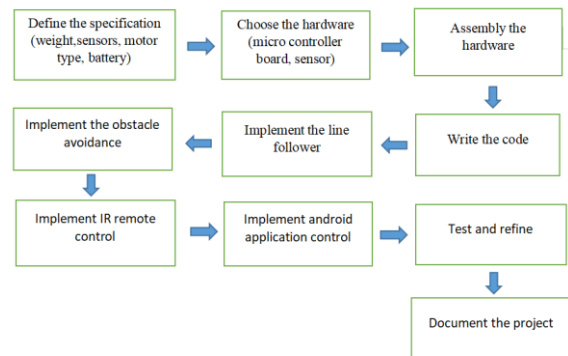 Define the specification
(weight,sensors, motor
type, battery)
Choose the hardware
(micro controller
board, sensor)
Assembly the
hardware
Write the code
Implement the line
follower
Implement the obstacle
avoidance
Implement IR remote
control
Implement android
application control
Test and refine
Document the project